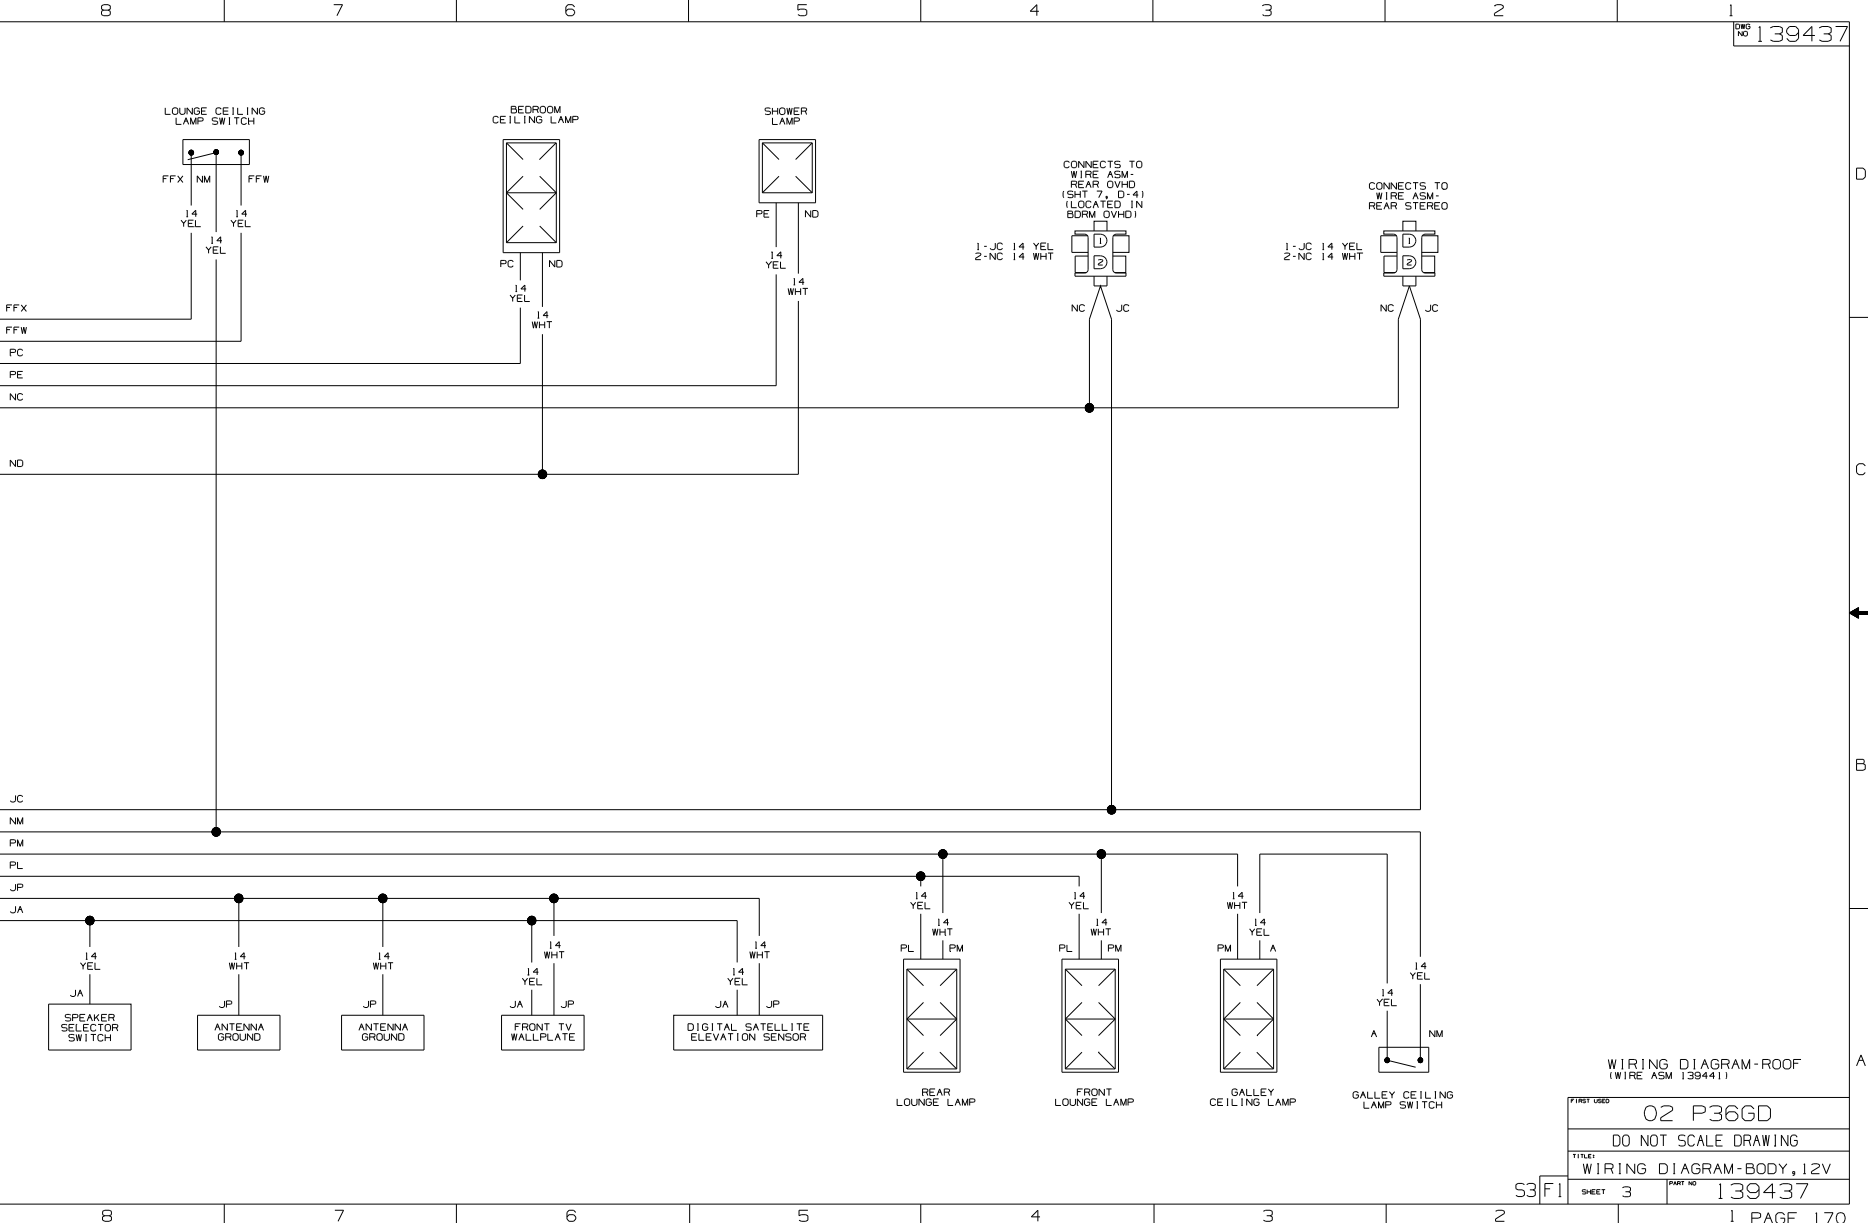 8 7 6 5 4 3 2 1
DWG NO 139437
LOUNGE CEILING
LAMP SWITCH
FFX NM FFW
14 YEL
14 YEL
14 YEL
BEDROOM
CEILING LAMP
PC ND
14 YEL
14 WHT
SHOWER
LAMP
PE ND
14 YEL
14 WHT
CONNECTS TO
WIRE ASM-
REAR OVHD
(SHT 7, D-4)
(LOCATED IN
BDRM OVHD)
1-JC 14 YEL
2-NC 14 WHT
1
2
NC JC
CONNECTS TO
WIRE ASM-
REAR STEREO
1-JC 14 YEL
2-NC 14 WHT
1
2
NC JC
D
C
B
A
FFX
FFW
PC
PE
NC
ND
JC
NM
PM
PL
JP
JA
14 YEL
JA
SPEAKER
SELECTOR
SWITCH
14 WHT
JP
ANTENNA
GROUND
14 WHT
JP
ANTENNA
GROUND
14 YEL
14 WHT
JA JP
FRONT TV
WALLPLATE
14 YEL
14 WHT
JA JP
DIGITAL SATELLITE
ELEVATION SENSOR
14 YEL
14 WHT
PL PM
REAR
LOUNGE LAMP
14 YEL
14 WHT
PL PM
FRONT
LOUNGE LAMP
14 WHT
14 YEL
PM A
GALLEY
CEILING LAMP
14 YEL
14 YEL
A NM
GALLEY CEILING
LAMP SWITCH
WIRING DIAGRAM-ROOF
(WIRE ASM 139441)
FIRST USED
02 P36GD
DO NOT SCALE DRAWING
TITLE:
WIRING DIAGRAM-BODY,12V
S3 F1 SHEET 3 PART NO 139437
8 7 6 5 4 3 2 1 PAGE 170